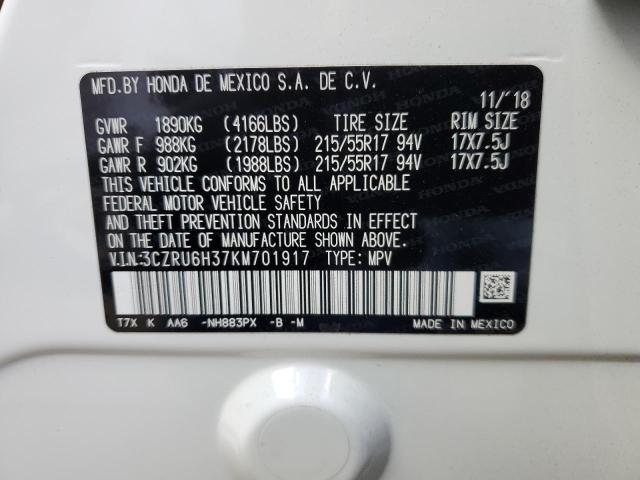 MFD.BY HONDA DE MEXICO S.A. DE C.V.
11/'18
GVWR 1890KG (4166LBS) TIRE SIZE RIM SIZE
GAWR F 988KG (2178LBS) 215/55R17 94V 17X7.5J
GAWR R 902KG (1988LBS) 215/55R17 94V 17X7.5J
THIS VEHICLE CONFORMS TO ALL APPLICABLE
FEDERAL MOTOR VEHICLE SAFETY
AND THEFT PREVENTION STANDARDS IN EFFECT
ON THE DATE OF MANUFACTURE SHOWN ABOVE.
V.I.N.:3CZRU6H37KM701917 TYPE: MPV
T7X K AA6 -NH883PX -B -M MADE IN MEXICO